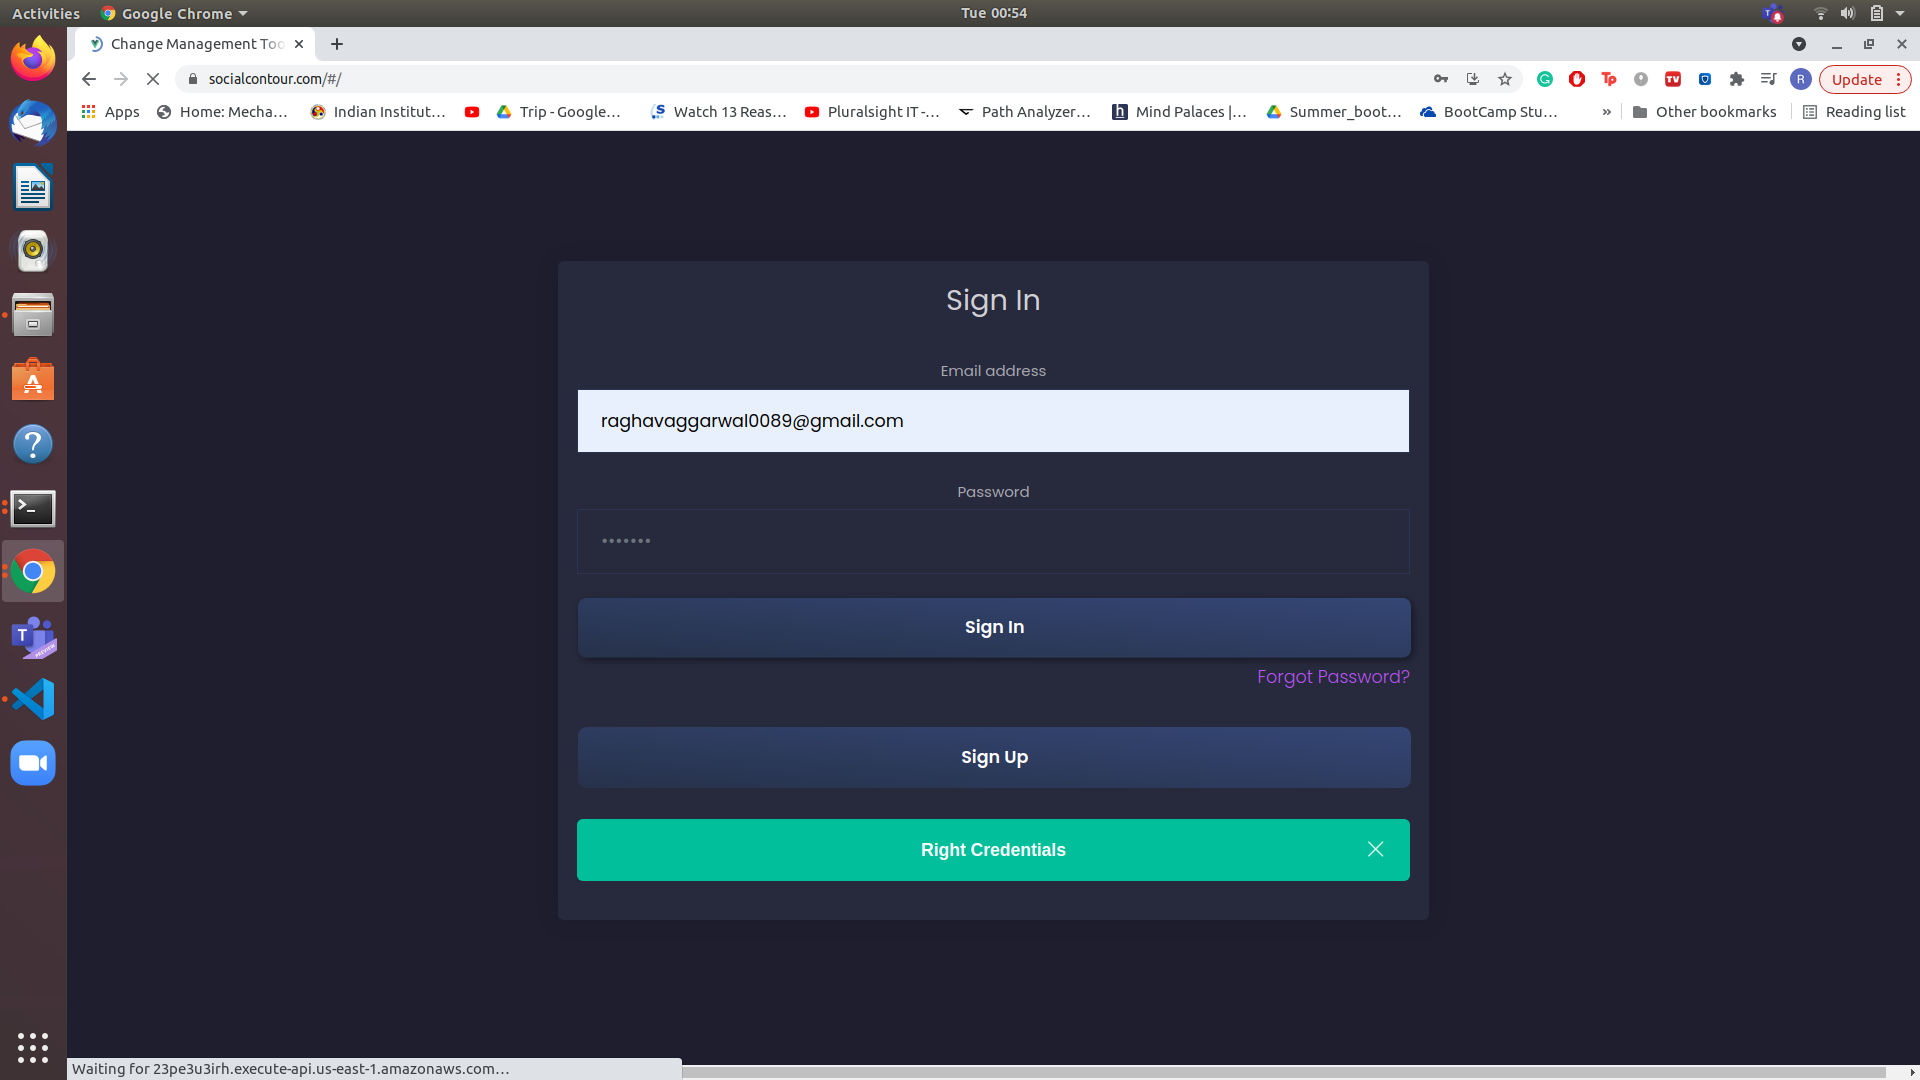 Activities Google Chrome Tue 00:54
Change Management Too
socialcontour.com/#/ Tp TV R Update
Apps Home: Mecha... Indian Institut... Trip - Google... Watch 13 Reas... Pluralsight IT -... Path Analyzer... Mind Palaces |... Summer_boot... BootCamp Stu... » Other bookmarks Reading list
Sign In
Email address
raghavaggarwal0089@gmail.com
Password
•••••••
Sign In
Forgot Password?
Sign Up
Right Credentials
Waiting for 23pe3u3irh.execute-api.us-east-1.amazonaws.com...